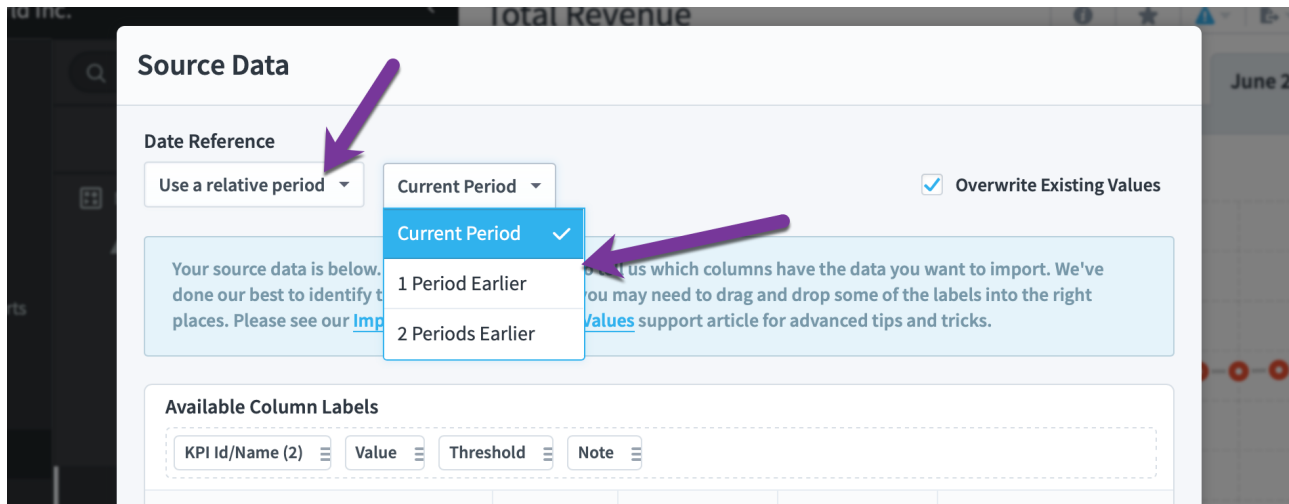 Total Revenue
June 2
Source Data
Date Reference
Use a relative period
Current Period
Overwrite Existing Values
Current Period
1 Period Earlier
2 Periods Earlier
Your source data is below. us which columns have the data you want to import. We've
done our best to identify you may need to drag and drop some of the labels into the right
places. Please see our Values support article for advanced tips and tricks.
Available Column Labels
KPI Id/Name (2) Value Threshold Note